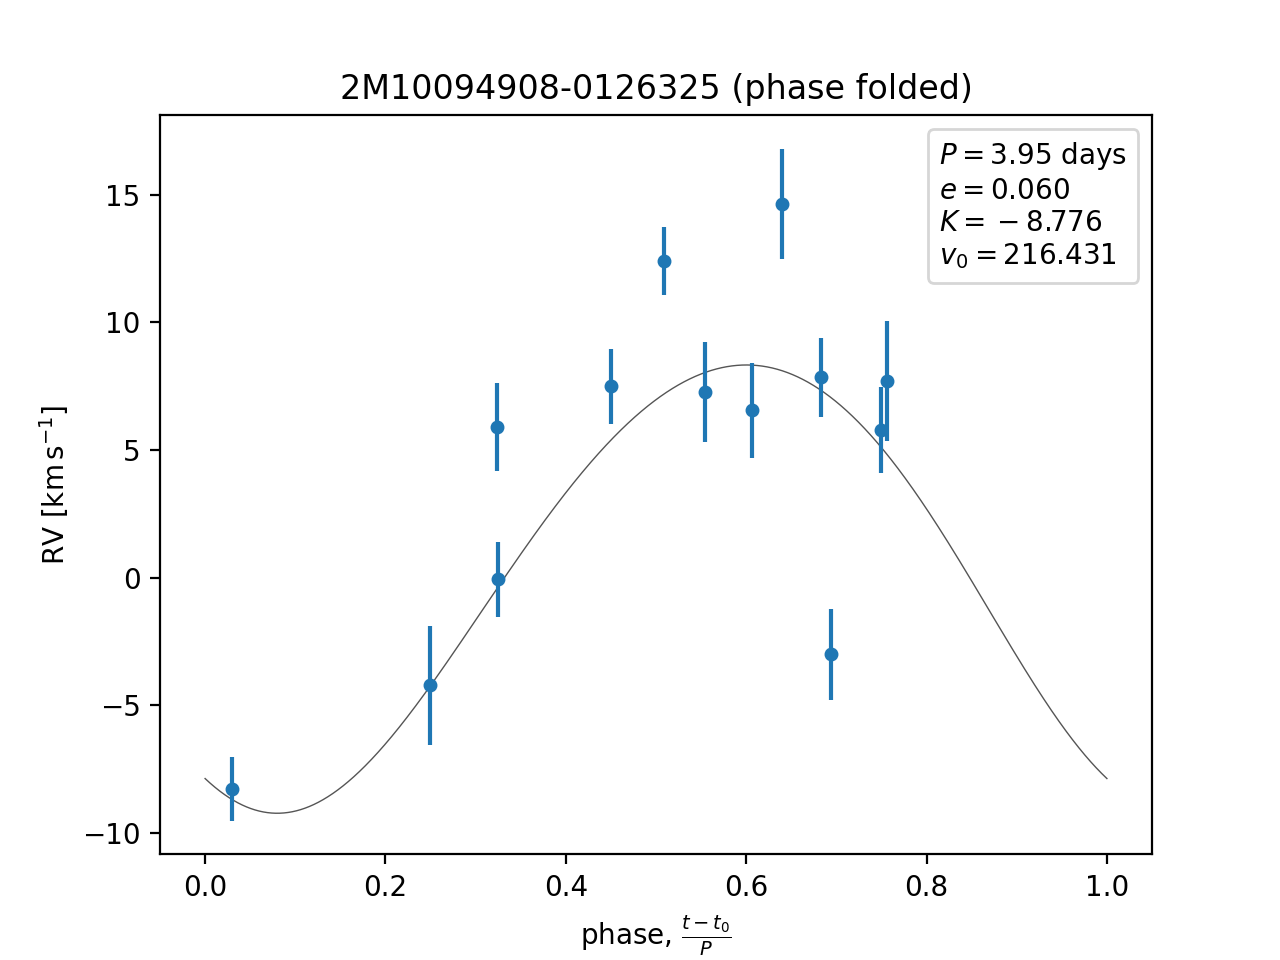 2M10094908-0126325 (phase folded)
P = 3.95 days
e = 0.060
K = −8.776
v₀ = 216.431
RV [km s⁻¹]
15
10
5
0
−5
−10
0.0 0.2 0.4 0.6 0.8 1.0
phase, (t − t₀)/P